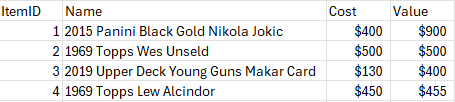 ItemID Name Cost Value
1 2015 Panini Black Gold Nikola Jokic $400 $900
2 1969 Topps Wes Unseld $500 $500
3 2019 Upper Deck Young Guns Makar Card $130 $400
4 1969 Topps Lew Alcindor $450 $455